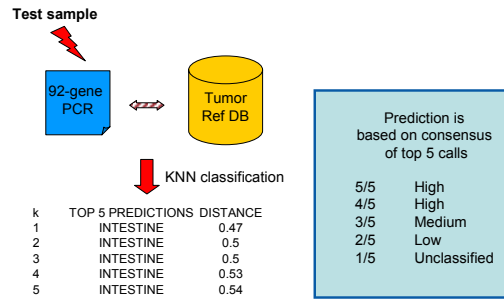 Test sample
92-gene
PCR
Tumor
Ref DB
KNN classification
k TOP 5 PREDICTIONS DISTANCE
1 INTESTINE 0.47
2 INTESTINE 0.5
3 INTESTINE 0.5
4 INTESTINE 0.53
5 INTESTINE 0.54
Prediction is
based on consensus
of top 5 calls
5/5 High
4/5 High
3/5 Medium
2/5 Low
1/5 Unclassified